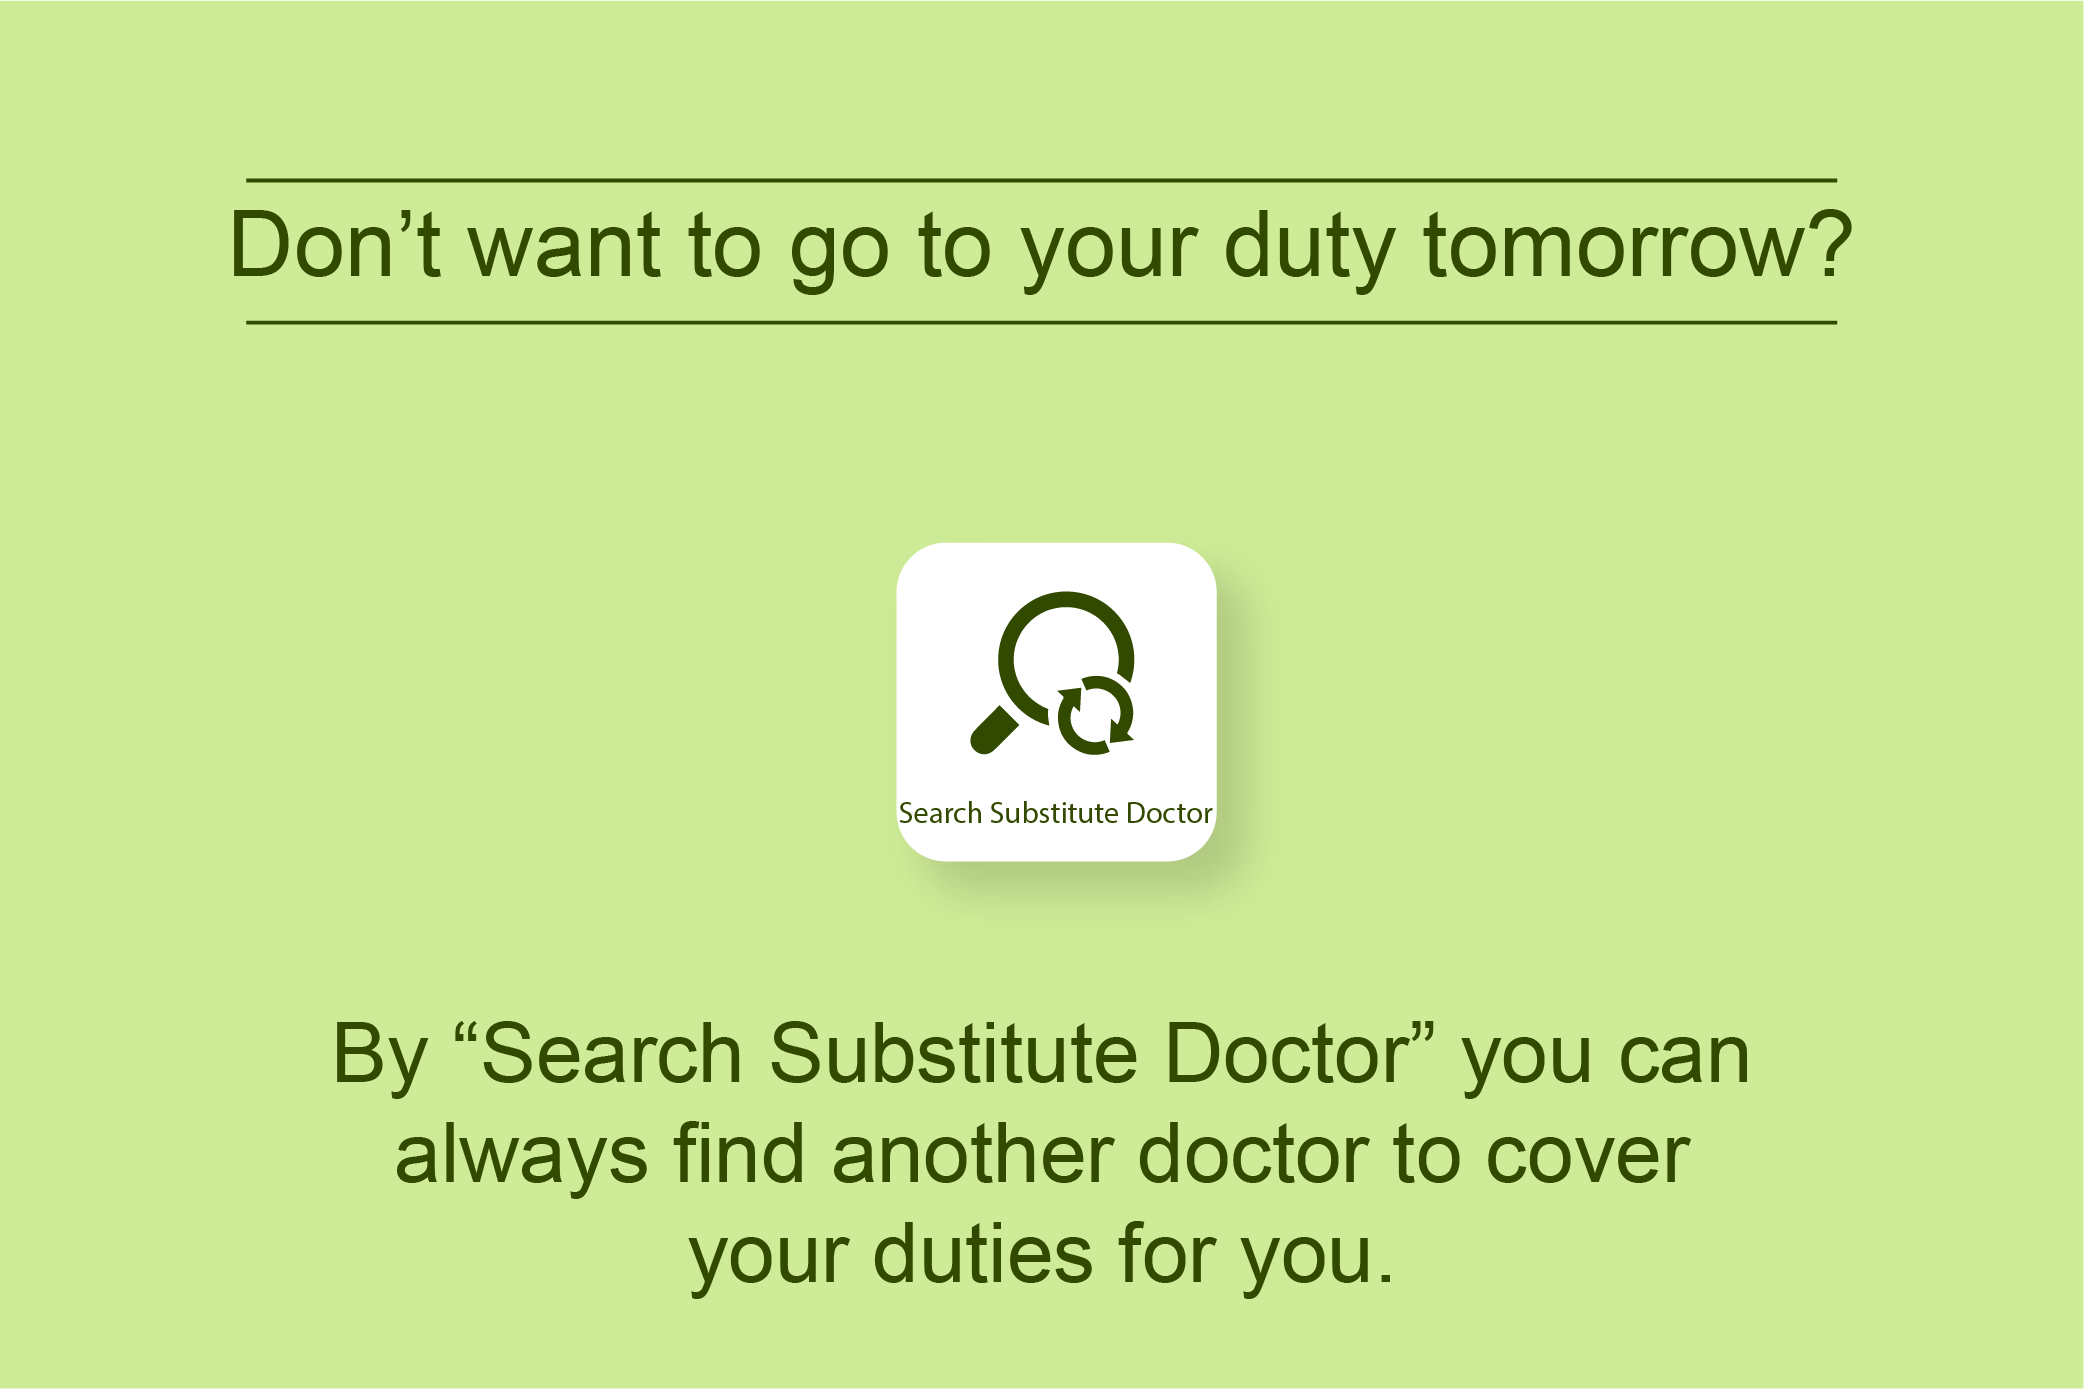 Don’t want to go to your duty tomorrow?
Search Substitute Doctor
By “Search Substitute Doctor” you can
always find another doctor to cover
your duties for you.